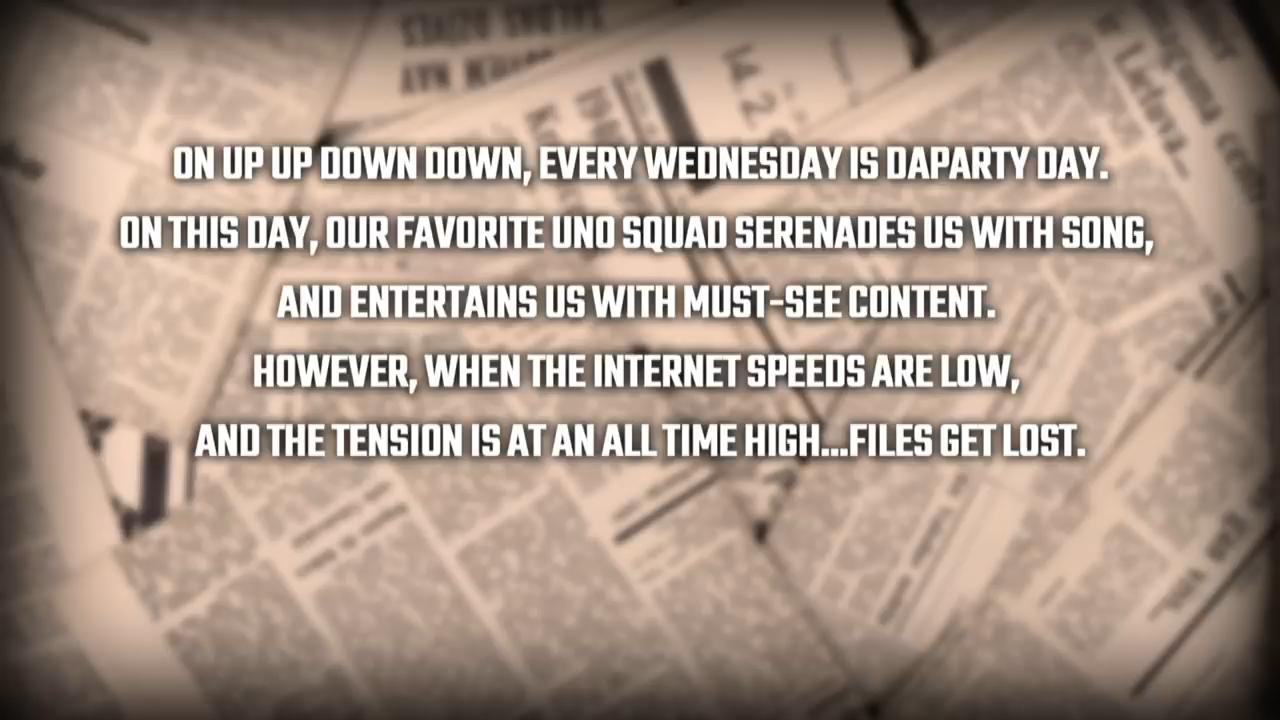 ON UP UP DOWN DOWN, EVERY WEDNESDAY IS DAPARTY DAY.
ON THIS DAY, OUR FAVORITE UNO SQUAD SERENADES US WITH SONG,
AND ENTERTAINS US WITH MUST-SEE CONTENT.
HOWEVER, WHEN THE INTERNET SPEEDS ARE LOW,
AND THE TENSION IS AT AN ALL TIME HIGH...FILES GET LOST.